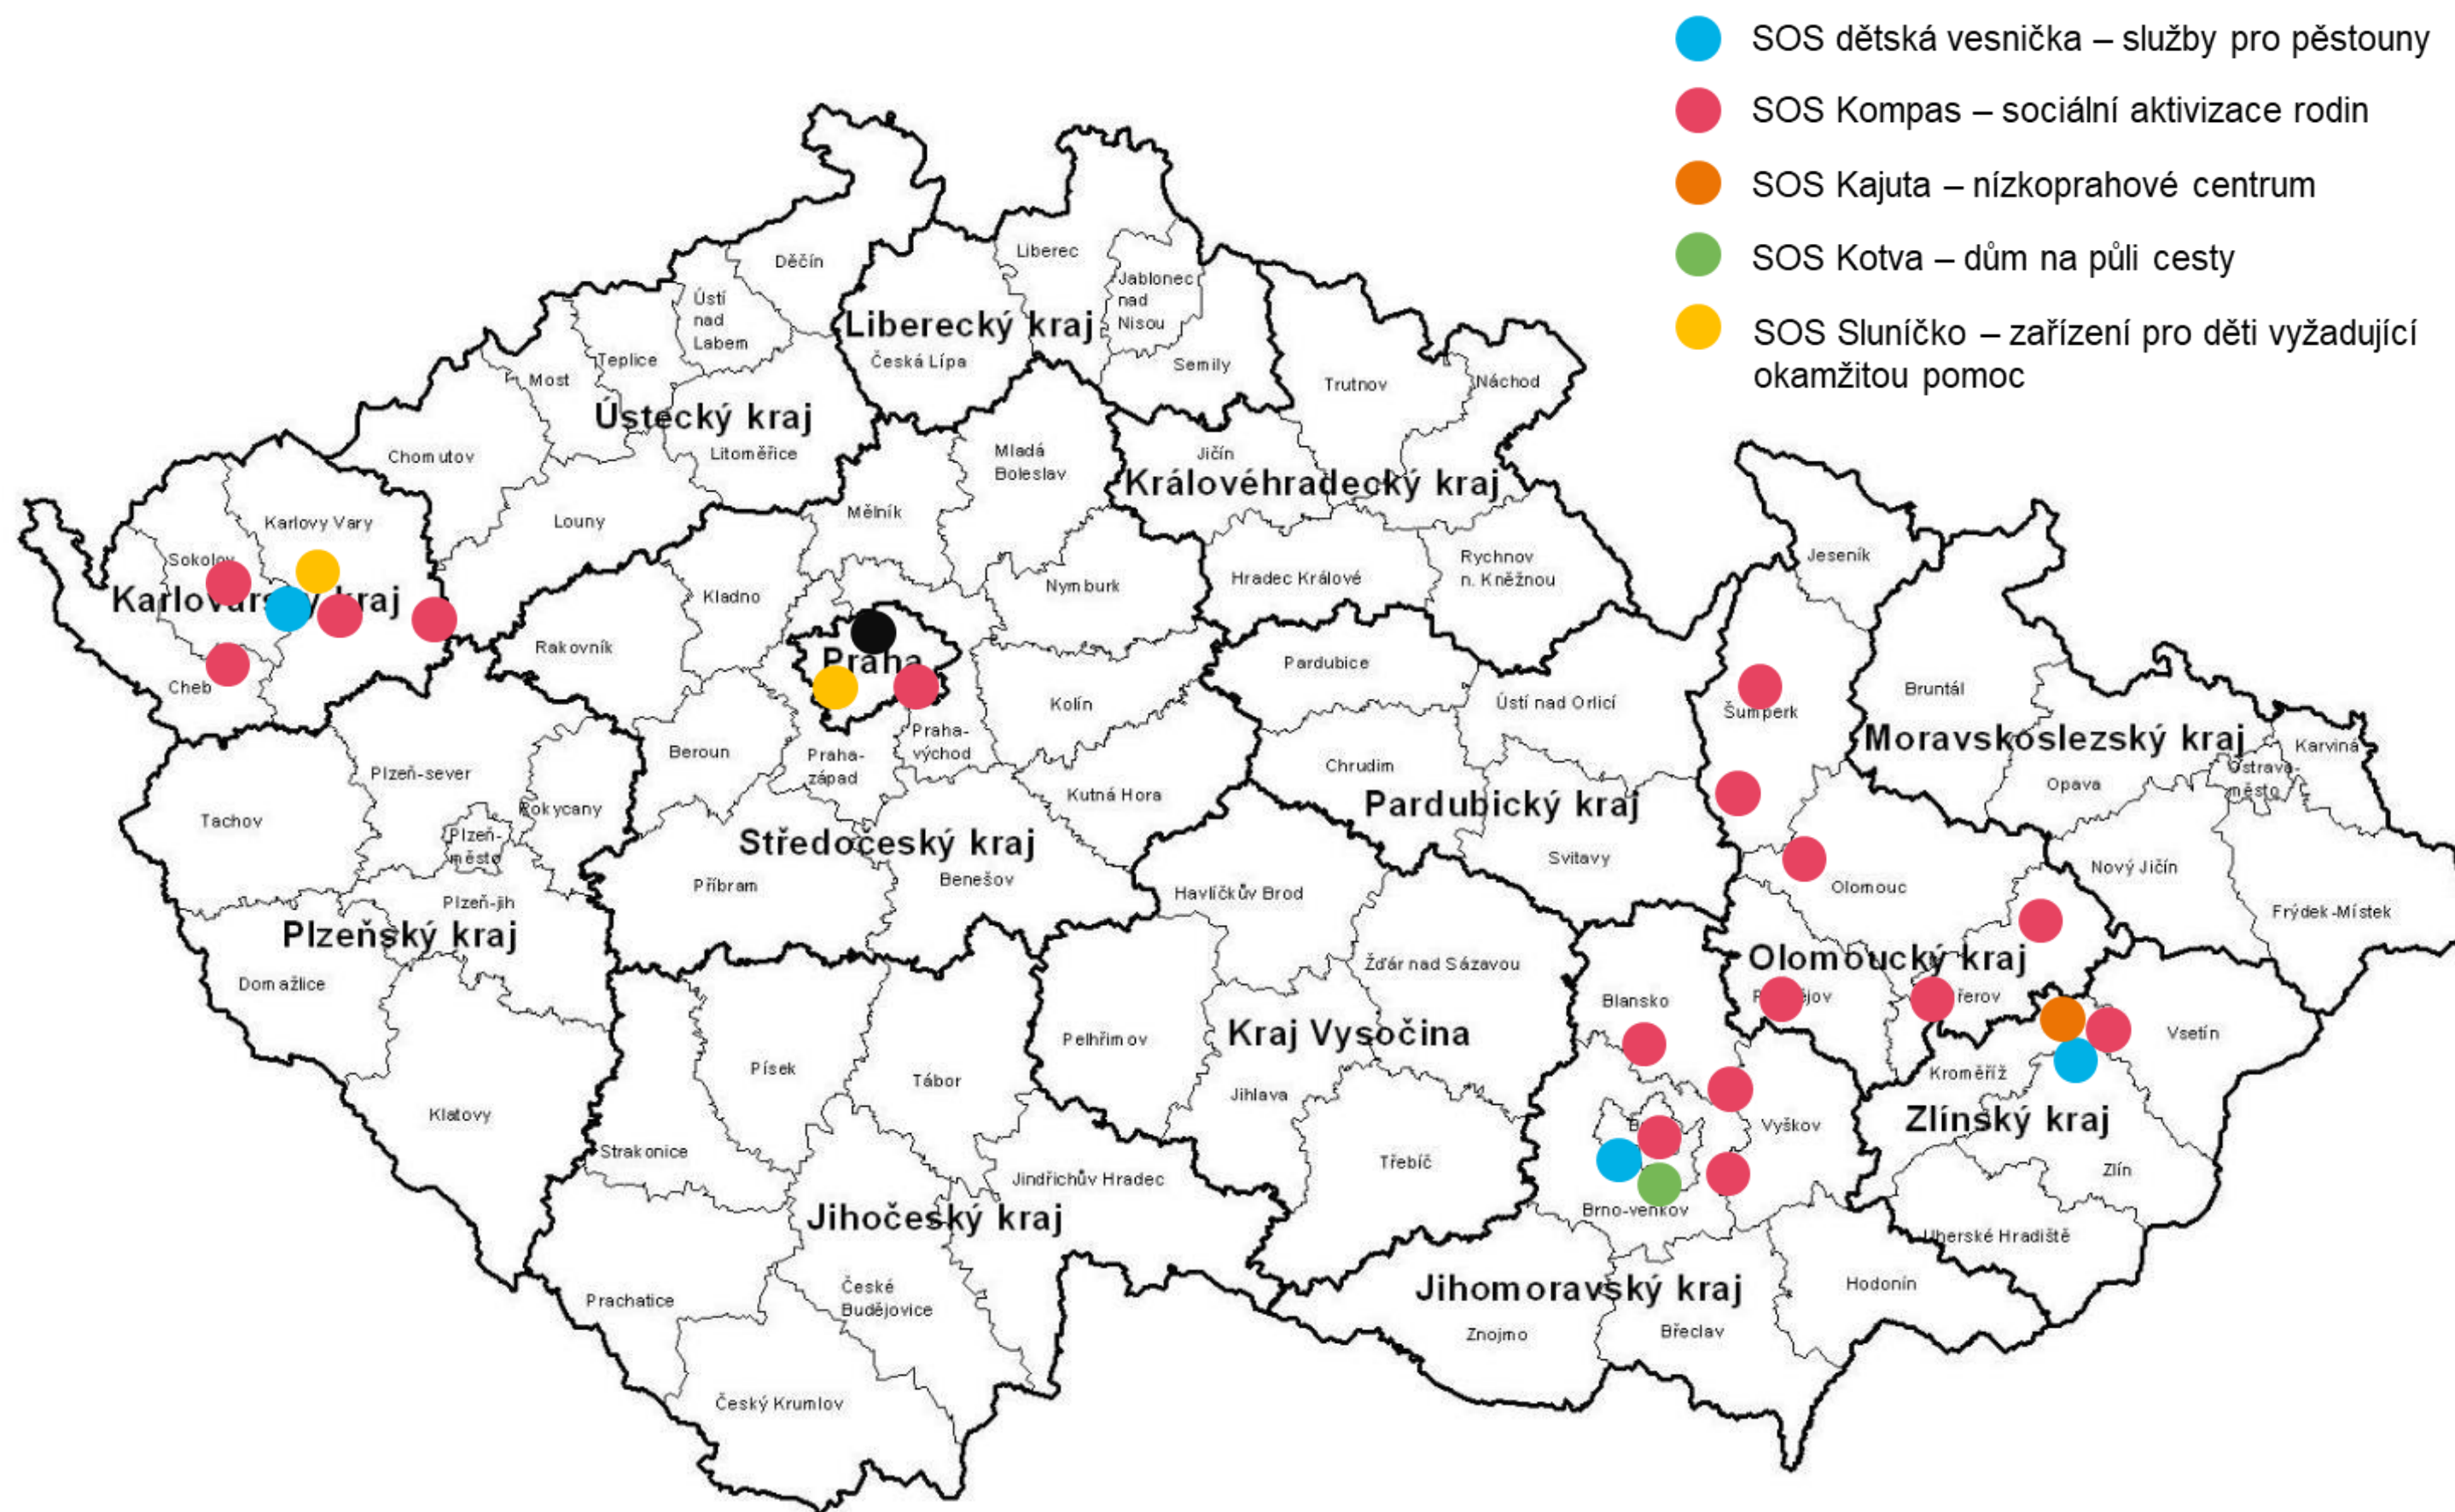 SOS dětská vesnička – služby pro pěstouny
SOS Kompas – sociální aktivizace rodin
SOS Kajuta – nízkoprahové centrum
SOS Kotva – dům na půli cesty
SOS Sluníčko – zařízení pro děti vyžadující
okamžitou pomoc
Děčín
Liberec
Ústí
nad
Labem
Jablonec
nad
Nisou
Liberecký kraj
Česká Lípa
Semily
Teplice
Most
Trutnov
Náchod
Ústecký kraj
Litoměřice
Chomutov
Mladá
Boleslav
Jičín
Královéhradecký kraj
Karlovy Vary
Louny
Mělník
Sokolov
Jeseník
Rychnov
n. Kněžnou
Hradec Králové
Nymburk
Kladno
Karlovarský kraj
Rakovník
Praha
Pardubice
Cheb
Kolín
Ústí nad Orlicí
Šumperk
Bruntál
Moravskoslezský kraj
Karviná
Ostrava-
město
Opava
Beroun
Praha-
západ
Praha-
východ
Chrudim
Plzeň-sever
Rokycany
Tachov
Plzeň-
město
Kutná Hora
Pardubický kraj
Středočeský kraj
Svitavy
Příbram
Benešov
Havlíčkův Brod
Olomouc
Nový Jičín
Frýdek-Místek
Plzeň-jih
Plzeňský kraj
Domažlice
Žďár nad Sázavou
Olomoucký kraj
Blansko
Kraj Vysočina
Pelhřimov
Vsetín
Písek
Tábor
Kroměříž
Jihlava
Klatovy
Zlínský kraj
Vyškov
Strakonice
Třebíč
Zlín
Jindřichův Hradec
Jihočeský kraj
Brno-venkov
Uherské Hradiště
České
Budějovice
Prachatice
Jihomoravský kraj
Hodonín
Znojmo
Břeclav
Český Krumlov